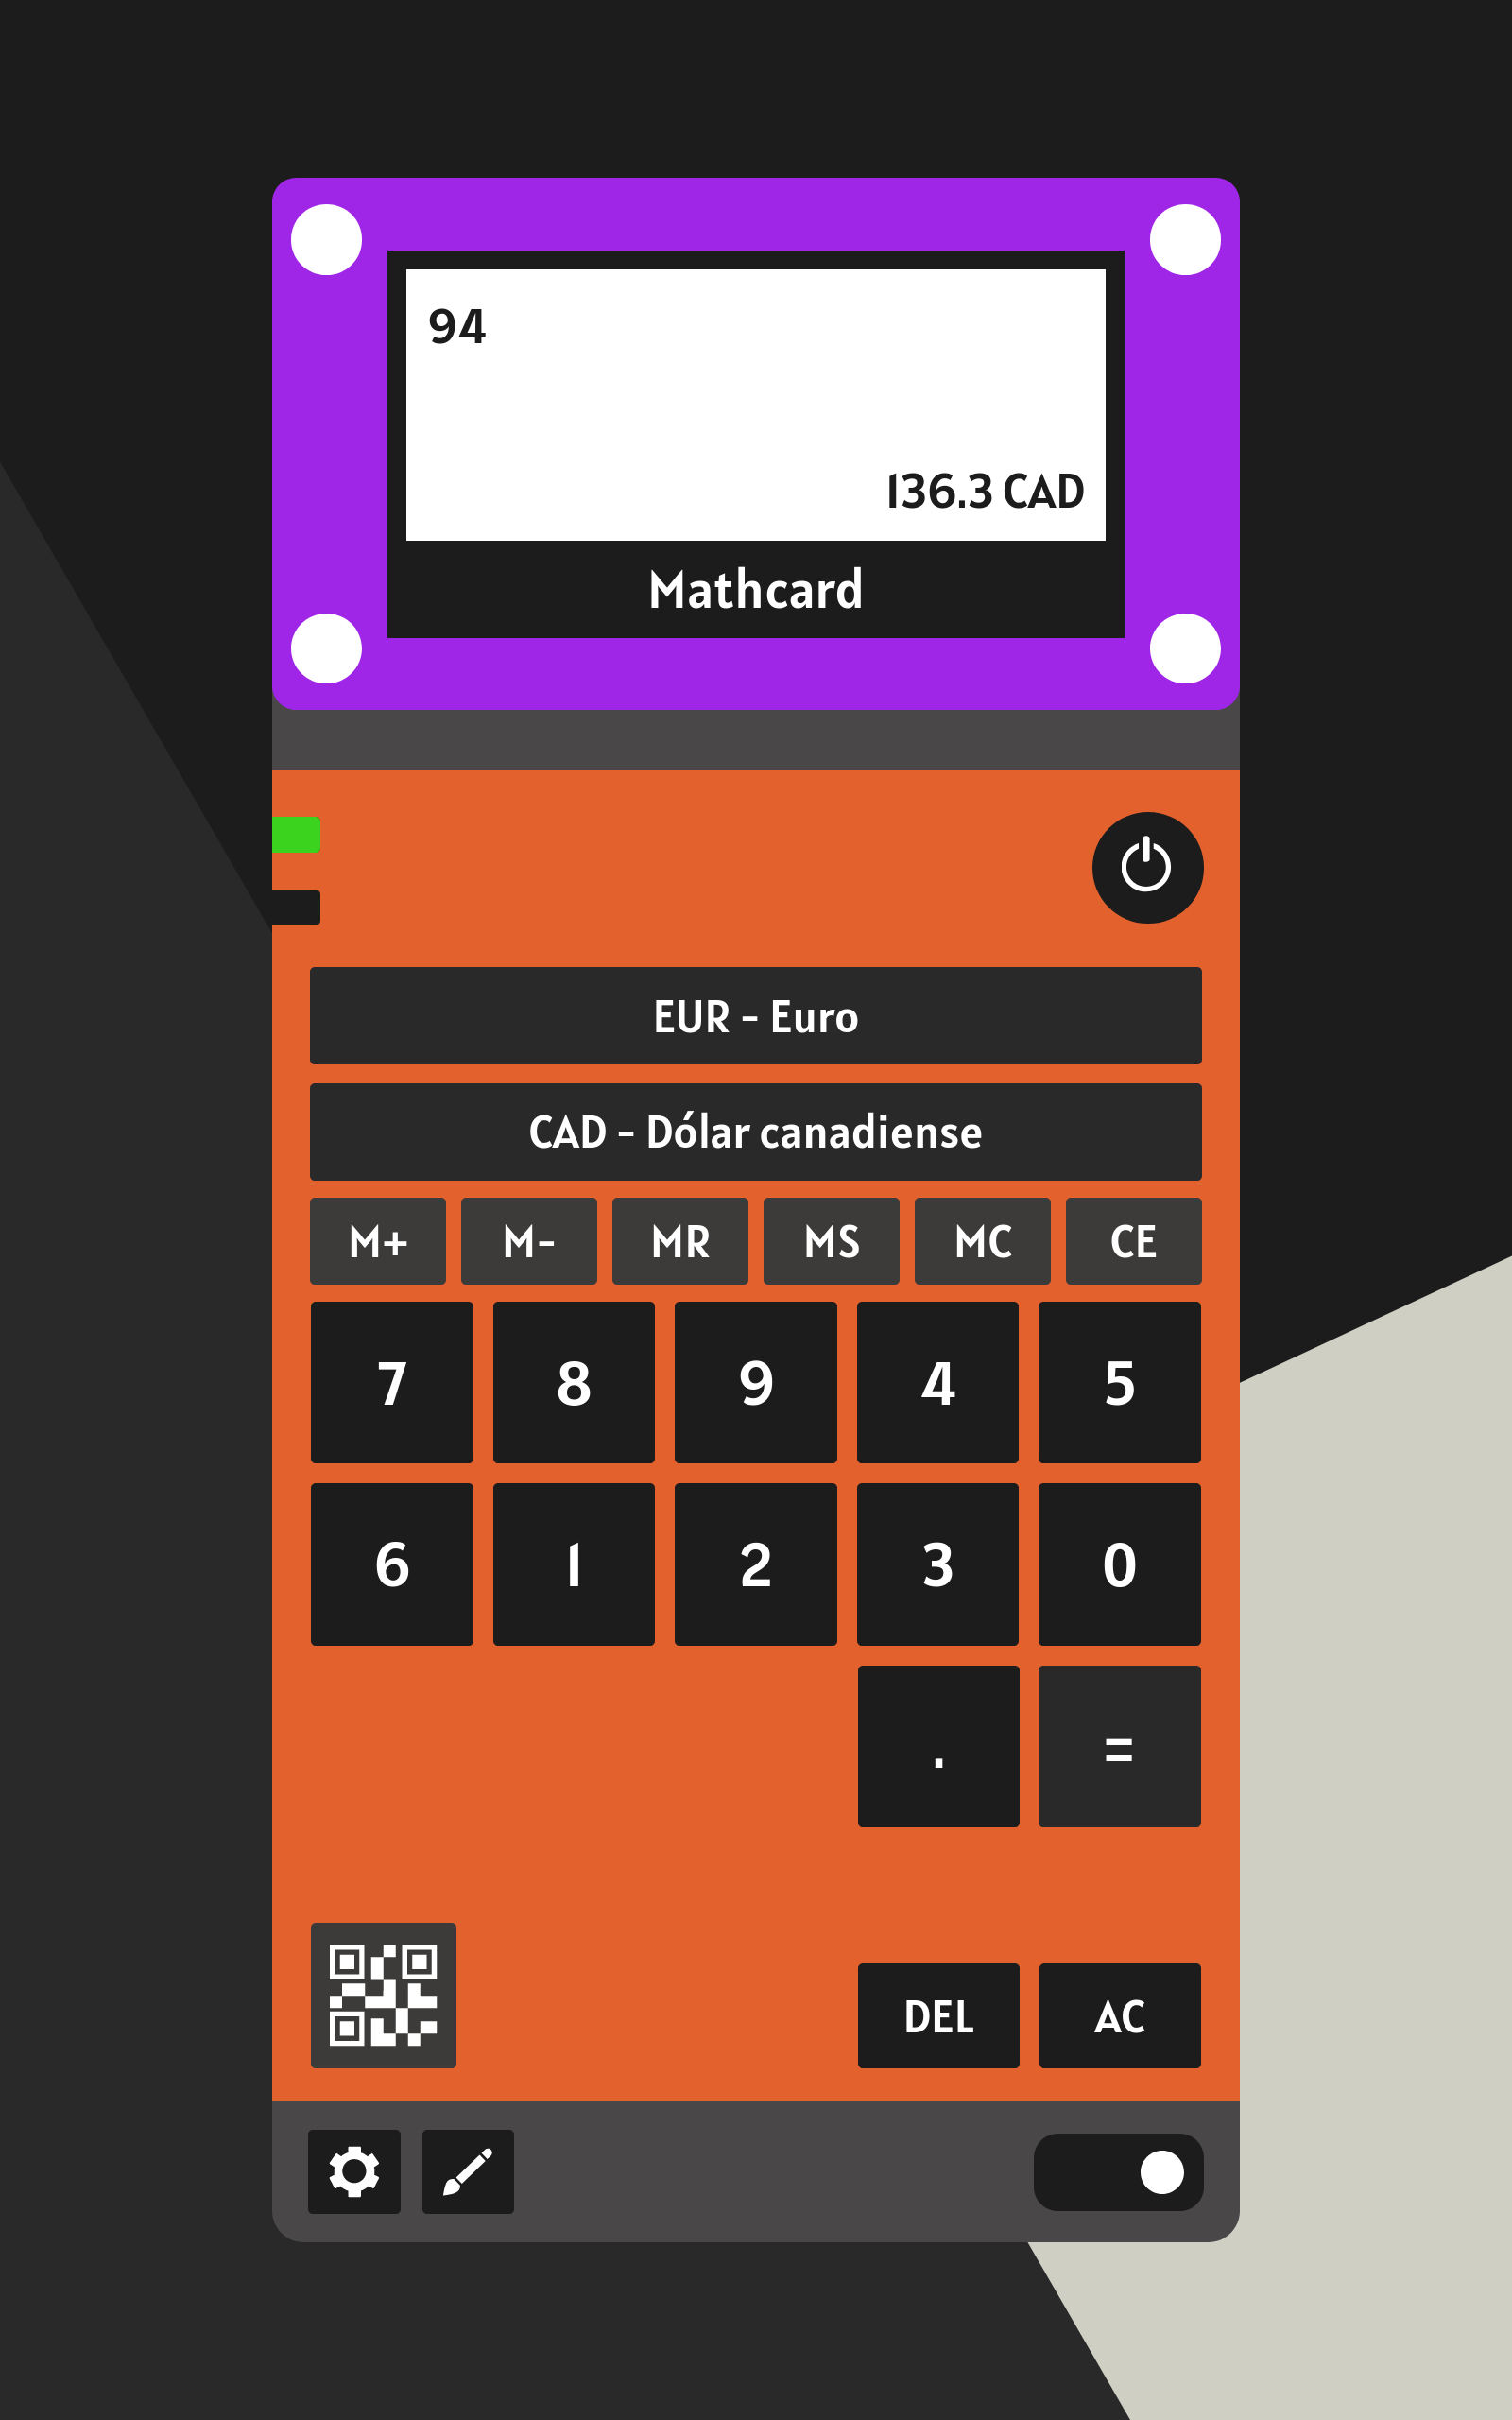 94
136.3 CAD
Mathcard
EUR - Euro
CAD - Dólar canadiense
M+ M- MR MS MC CE
7 8 9 4 5
6 1 2 3 0
. =
DEL AC